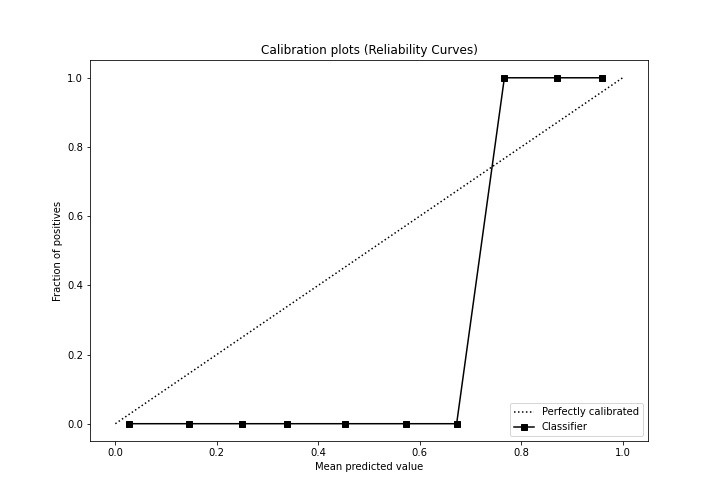 Calibration plots (Reliability Curves)
1.0
0.8
0.6
0.4
0.2
0.0
Fraction of positives
0.0 0.2 0.4 0.6 0.8 1.0
Mean predicted value
Perfectly calibrated
Classifier